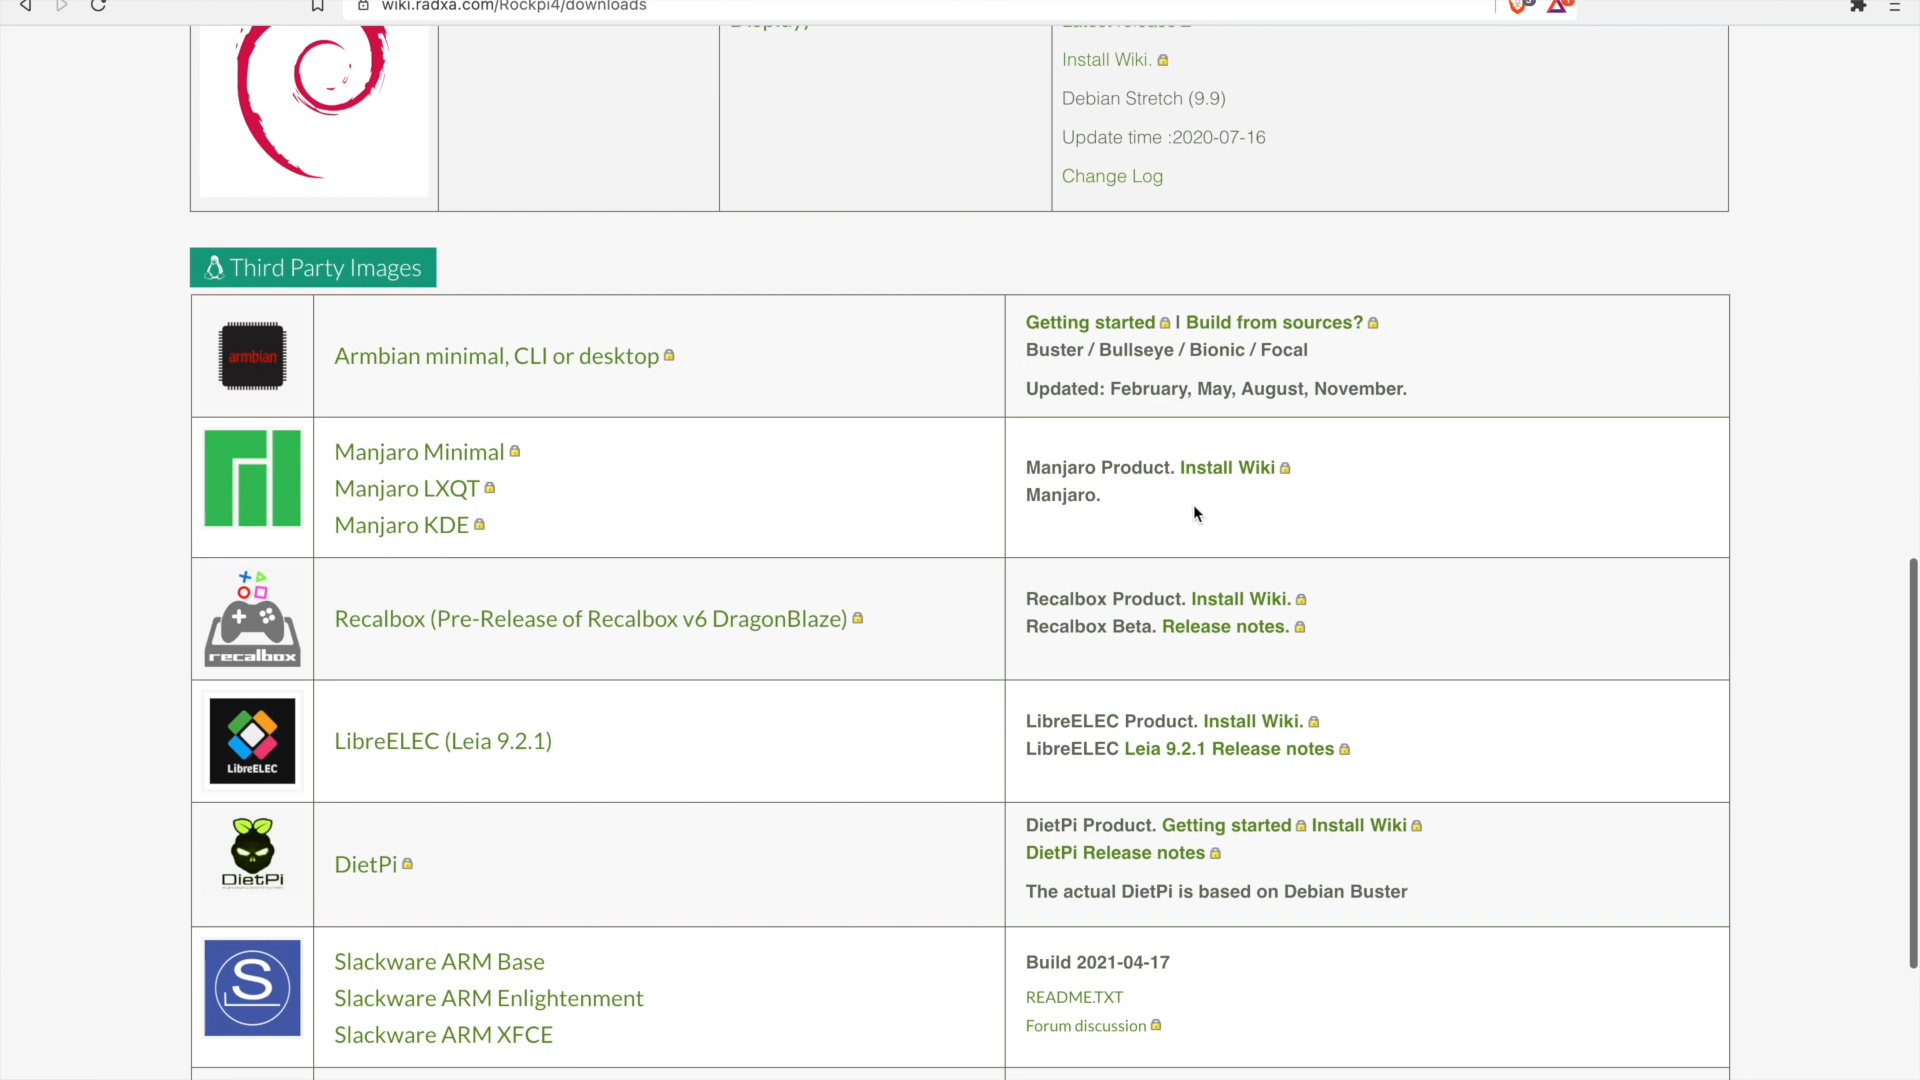 wiki.radxa.com/Rockpi4/downloads
Install Wiki.
Debian Stretch (9.9)
Update time :2020-07-16
Change Log
Third Party Images
armbian
Armbian minimal, CLI or desktop
Getting started | Build from sources?
Buster / Bullseye / Bionic / Focal
Updated: February, May, August, November.
Manjaro Minimal
Manjaro LXQT
Manjaro KDE
Manjaro Product. Install Wiki
Manjaro.
recalbox
Recalbox (Pre-Release of Recalbox v6 DragonBlaze)
Recalbox Product. Install Wiki.
Recalbox Beta. Release notes.
LibreELEC
LibreELEC (Leia 9.2.1)
LibreELEC Product. Install Wiki.
LibreELEC Leia 9.2.1 Release notes
DietPi
DietPi
DietPi Product. Getting started Install Wiki
DietPi Release notes
The actual DietPi is based on Debian Buster
S
Slackware ARM Base
Slackware ARM Enlightenment
Slackware ARM XFCE
Build 2021-04-17
README.TXT
Forum discussion